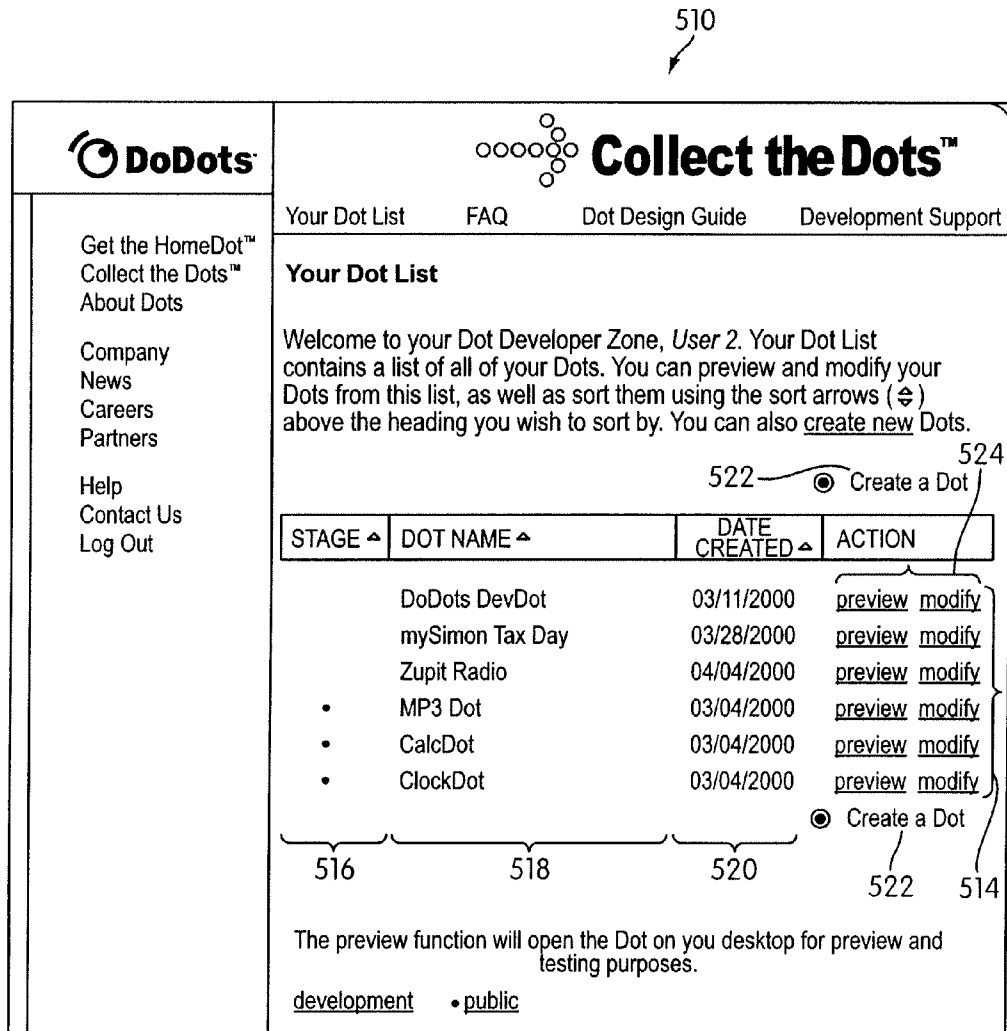 510
DoDots
Collect the Dots™
Your Dot List FAQ Dot Design Guide Development Support
Get the HomeDot™
Collect the Dots™
About Dots
Company
News
Careers
Partners
Help
Contact Us
Log Out
Your Dot List
Welcome to your Dot Developer Zone, User 2. Your Dot List
contains a list of all of your Dots. You can preview and modify your
Dots from this list, as well as sort them using the sort arrows ( )
above the heading you wish to sort by. You can also create new Dots.
524
522 Create a Dot
STAGE DOT NAME DATE CREATED ACTION
DoDots DevDot 03/11/2000 preview modify
mySimon Tax Day 03/28/2000 preview modify
Zupit Radio 04/04/2000 preview modify
• MP3 Dot 03/04/2000 preview modify
• CalcDot 03/04/2000 preview modify
• ClockDot 03/04/2000 preview modify
Create a Dot
516 518 520 522 514
The preview function will open the Dot on you desktop for preview and
testing purposes.
development • public